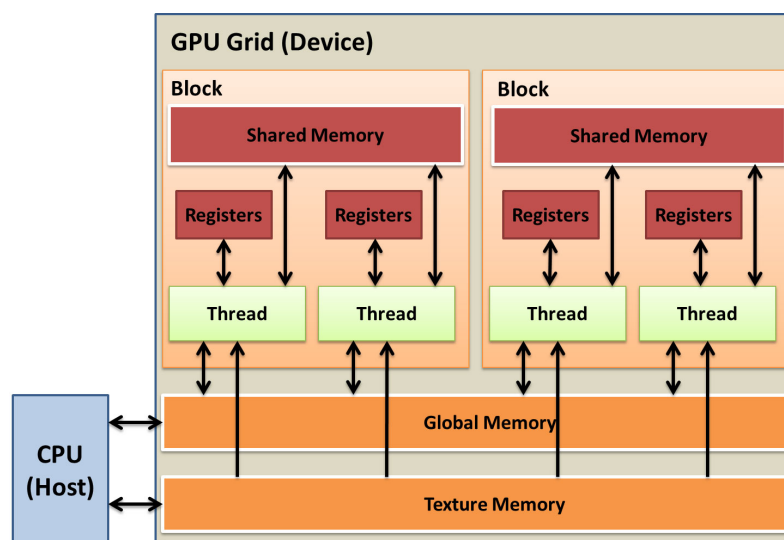 GPU Grid (Device)
Block
Shared Memory
Registers
Registers
Thread
Thread
Block
Shared Memory
Registers
Registers
Thread
Thread
CPU
(Host)
Global Memory
Texture Memory